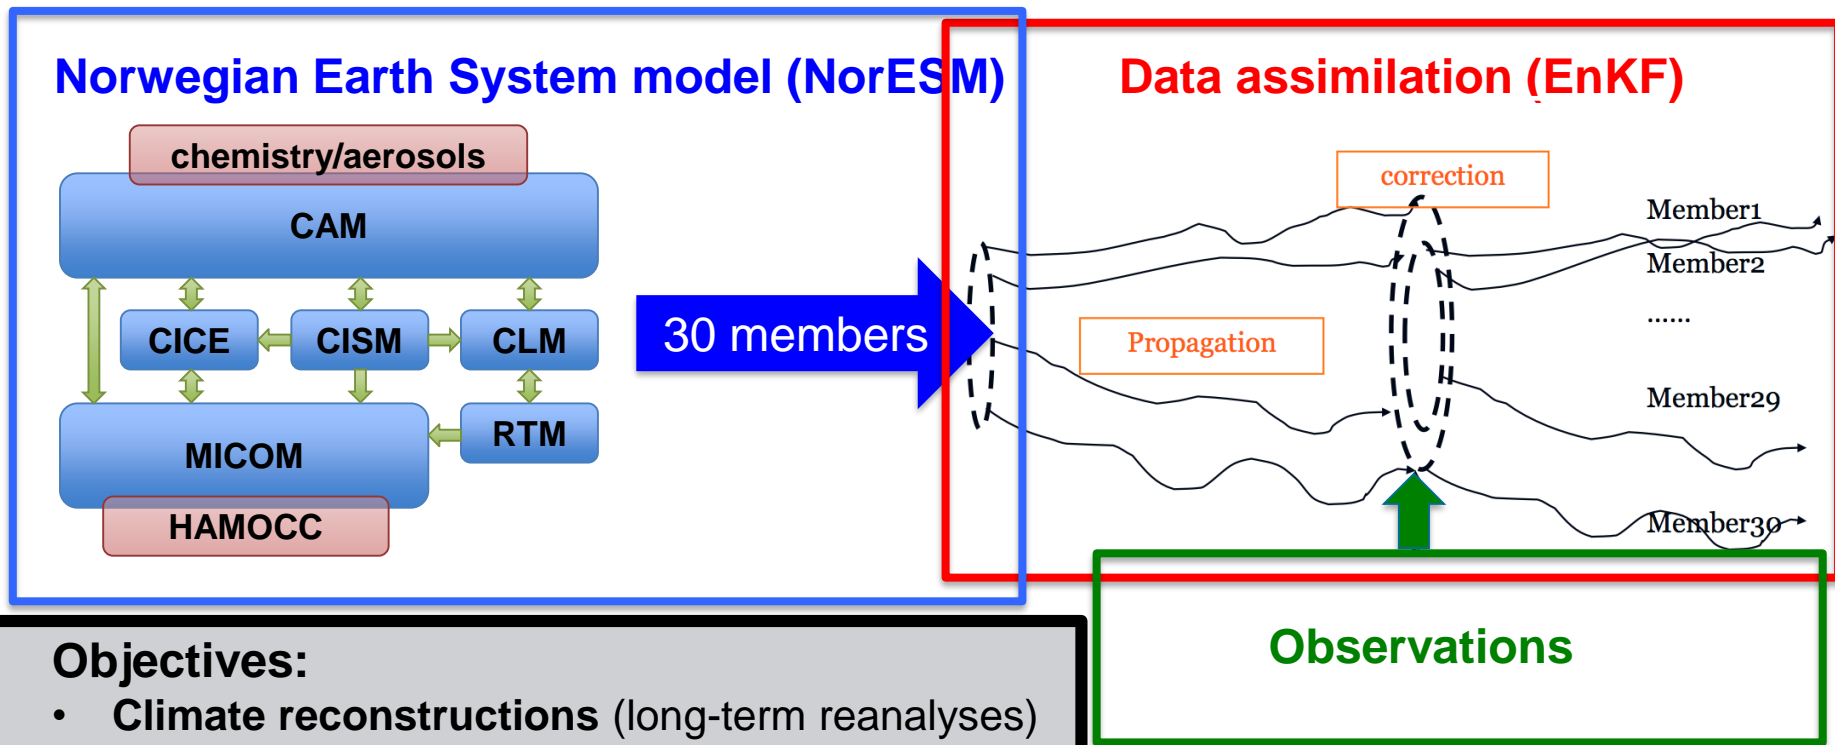 Norwegian Earth System model (NorESM)
chemistry/aerosols
CAM
CICE
CISM
CLM
MICOM
RTM
HAMOCC
30 members
Data assimilation (EnKF)
correction
Propagation
Member1
Member2
......
Member29
Member30
Observations
Objectives:
• Climate reconstructions (long-term reanalyses)